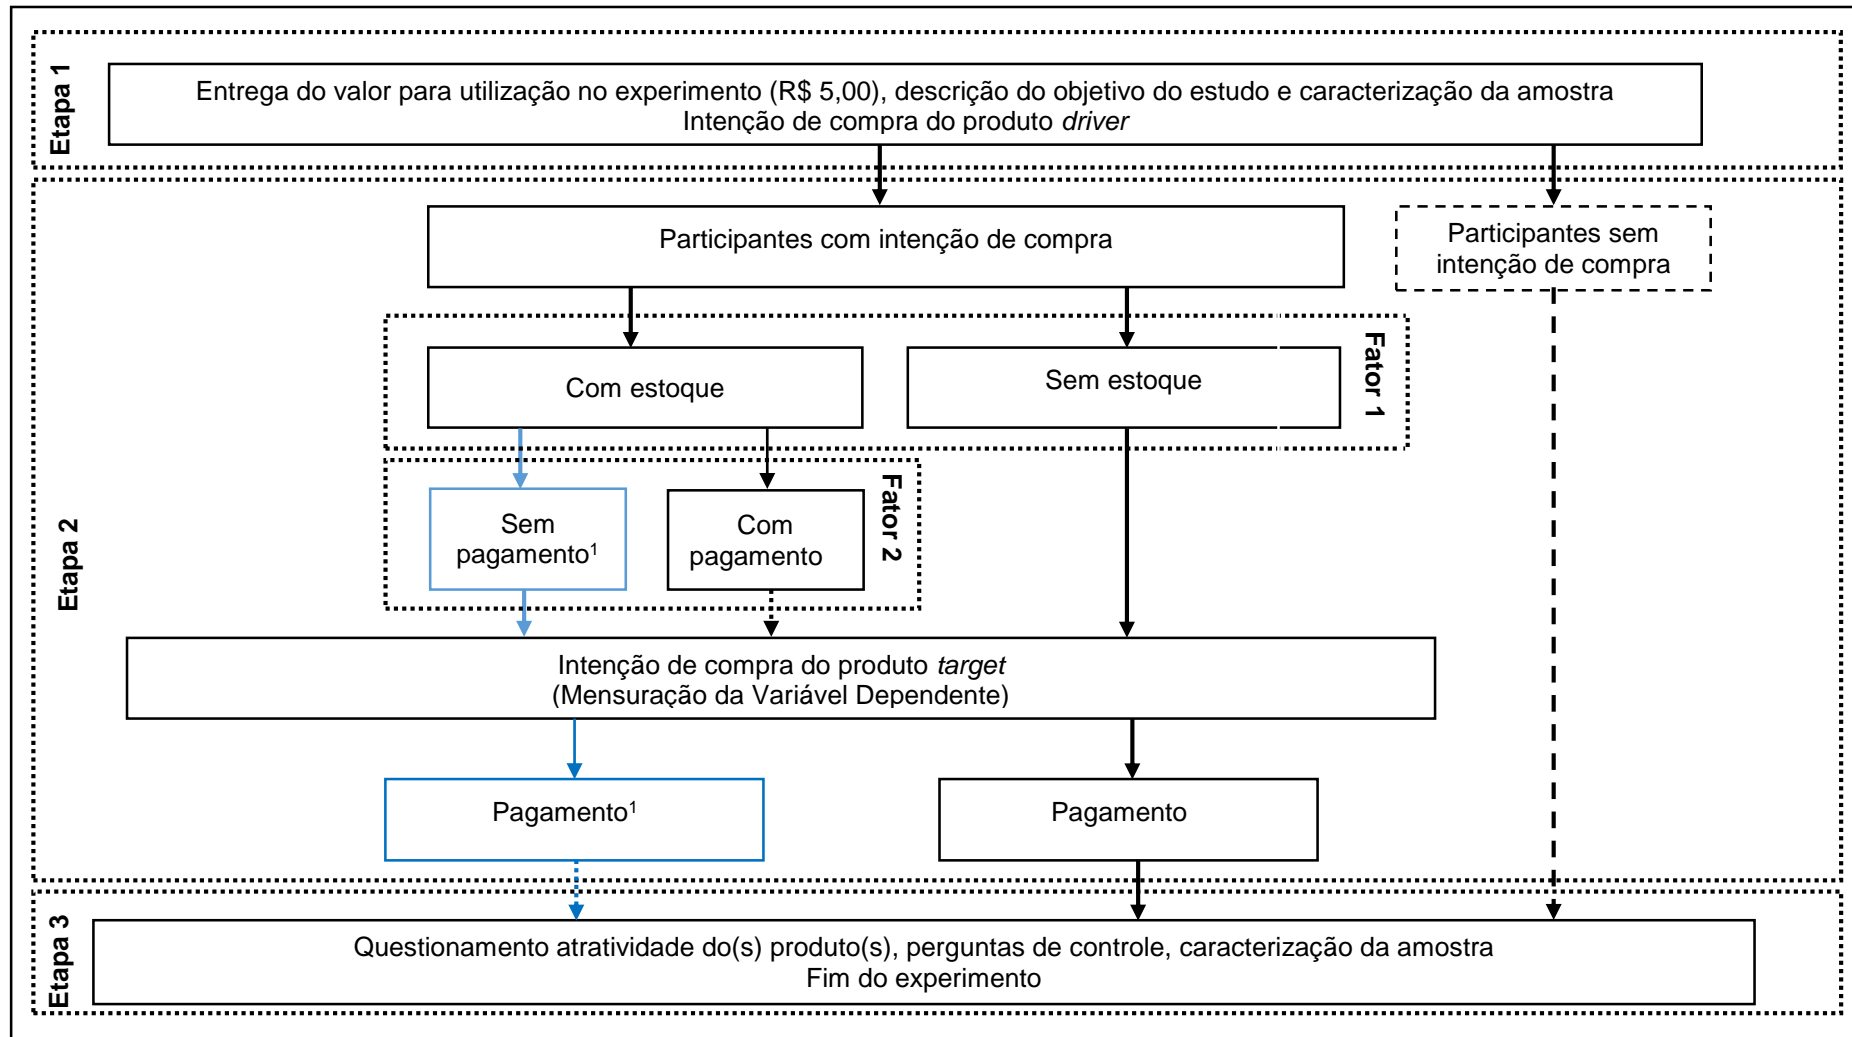 Etapa 1
Entrega do valor para utilização no experimento (R$ 5,00), descrição do objetivo do estudo e caracterização da amostra
Intenção de compra do produto driver
Etapa 2
Participantes com intenção de compra
Participantes sem
intenção de compra
Fator 1
Com estoque
Sem estoque
Fator 2
Sem
pagamento¹
Com
pagamento
Intenção de compra do produto target
(Mensuração da Variável Dependente)
Pagamento¹
Pagamento
Etapa 3
Questionamento atratividade do(s) produto(s), perguntas de controle, caracterização da amostra
Fim do experimento